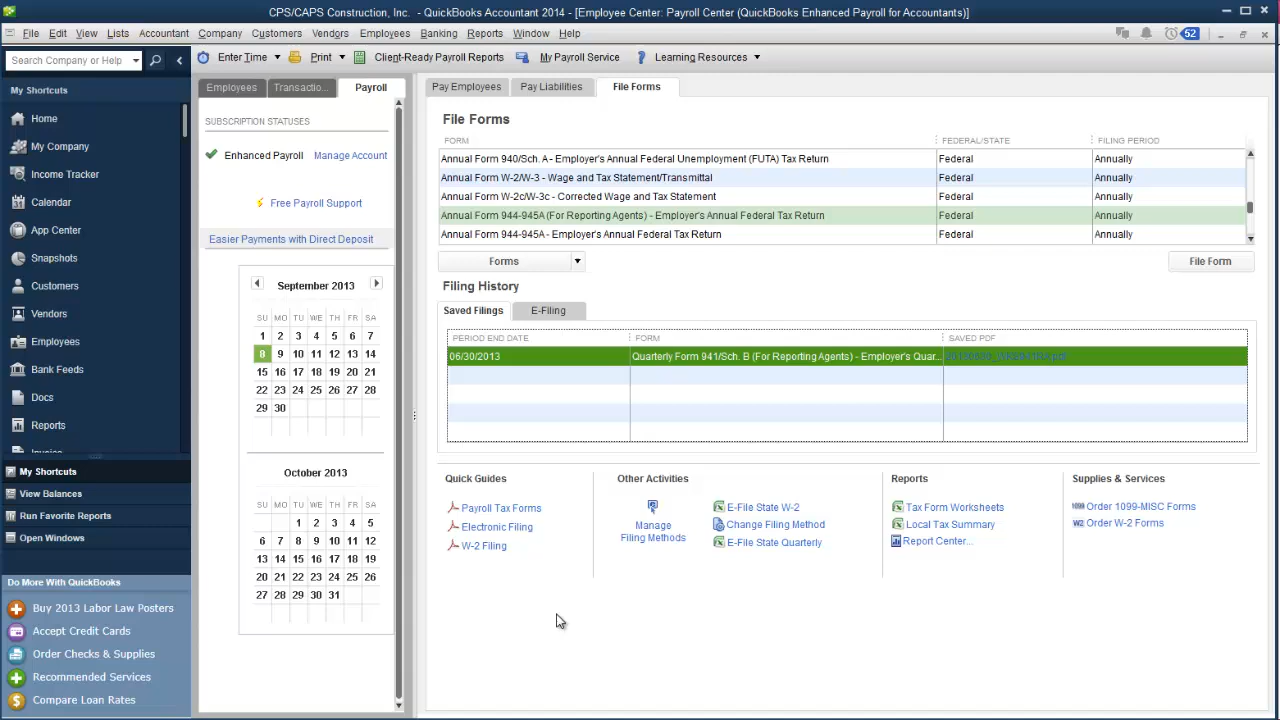 CPS/CAPS Construction, Inc. - QuickBooks Accountant 2014 - [Employee Center: Payroll Center (QuickBooks Enhanced Payroll for Accountants)]
File Edit View Lists Accountant Company Customers Vendors Employees Banking Reports Window Help 52
Search Company or Help
Enter Time Print Client-Ready Payroll Reports My Payroll Service ? Learning Resources
My Shortcuts
Home
My Company
Income Tracker
Calendar
App Center
Snapshots
Customers
Vendors
Employees
Bank Feeds
Docs
Reports
My Shortcuts
View Balances
Run Favorite Reports
Open Windows
Do More With QuickBooks
Buy 2013 Labor Law Posters
Accept Credit Cards
Order Checks & Supplies
Recommended Services
Compare Loan Rates
Employees Transactio... Payroll
SUBSCRIPTION STATUSES
Enhanced Payroll Manage Account
Free Payroll Support
Easier Payments with Direct Deposit
September 2013
SU MO TU WE TH FR SA
1 2 3 4 5 6 7
8 9 10 11 12 13 14
15 16 17 18 19 20 21
22 23 24 25 26 27 28
29 30
October 2013
SU MO TU WE TH FR SA
1 2 3 4 5
6 7 8 9 10 11 12
13 14 15 16 17 18 19
20 21 22 23 24 25 26
27 28 29 30 31
Pay Employees Pay Liabilities File Forms
File Forms
FORM FEDERAL/STATE FILING PERIOD
Annual Form 940/Sch. A - Employer's Annual Federal Unemployment (FUTA) Tax Return Federal Annually
Annual Form W-2/W-3 - Wage and Tax Statement/Transmittal Federal Annually
Annual Form W-2c/W-3c - Corrected Wage and Tax Statement Federal Annually
Annual Form 944-945A (For Reporting Agents) - Employer's Annual Federal Tax Return Federal Annually
Annual Form 944-945A - Employer's Annual Federal Tax Return Federal Annually
Forms File Form
Filing History
Saved Filings E-Filing
PERIOD END DATE FORM SAVED PDF
06/30/2013 Quarterly Form 941/Sch. B (For Reporting Agents) - Employer's Quar...
Quick Guides
Payroll Tax Forms
Electronic Filing
W-2 Filing
Other Activities
Manage
Filing Methods
E-File State W-2
Change Filing Method
E-File State Quarterly
Reports
Tax Form Worksheets
Local Tax Summary
Report Center...
Supplies & Services
1099 Order 1099-MISC Forms
W2 Order W-2 Forms